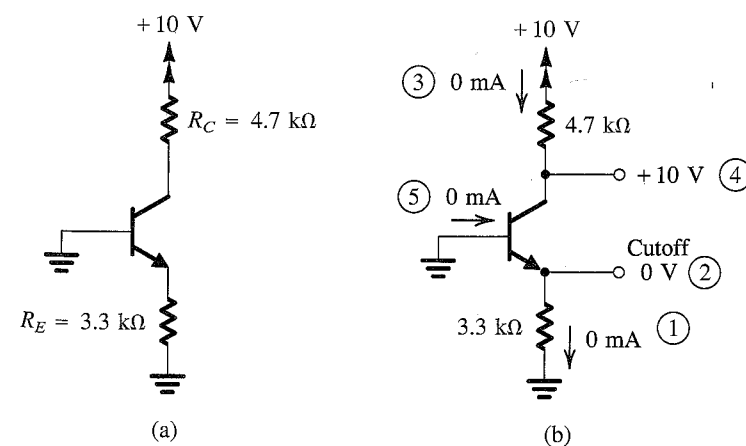 +10 V
R_C = 4.7 kΩ
R_E = 3.3 kΩ
(a)
+10 V
③ 0 mA
4.7 kΩ
+10 V ④
⑤ 0 mA
Cutoff
0 V ②
3.3 kΩ
0 mA ①
(b)